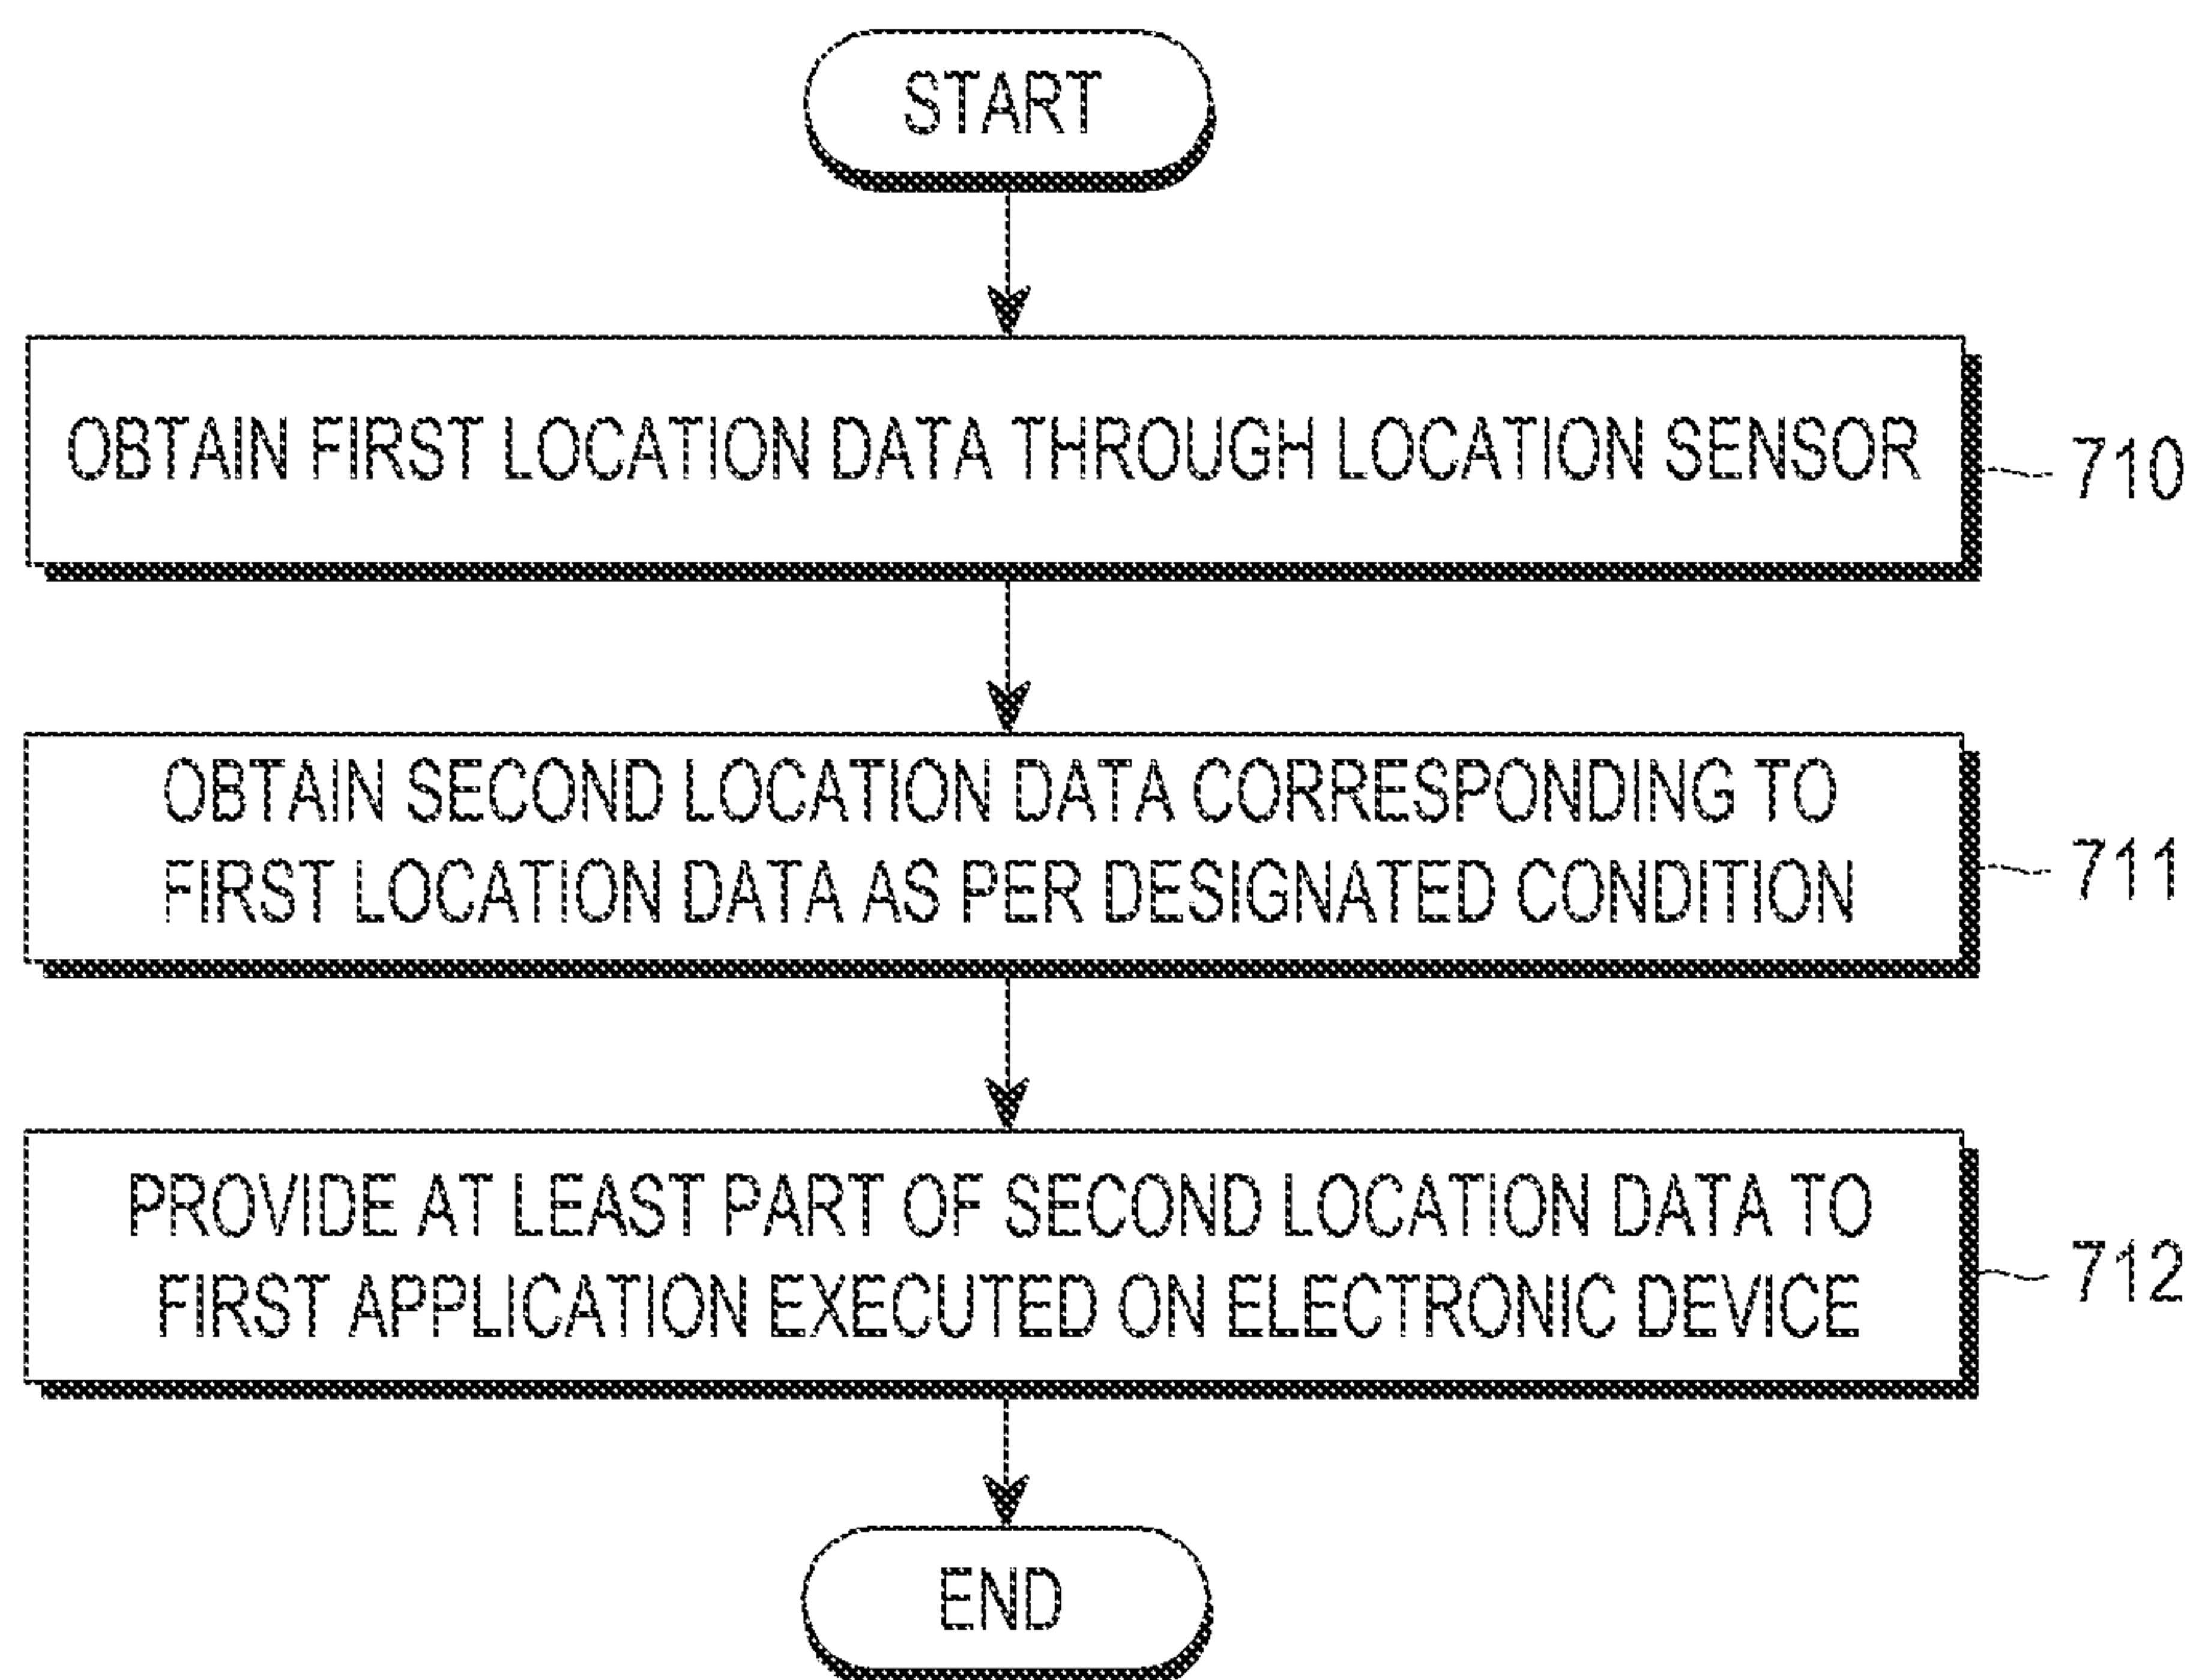 START
OBTAIN FIRST LOCATION DATA THROUGH LOCATION SENSOR
710
OBTAIN SECOND LOCATION DATA CORRESPONDING TO
FIRST LOCATION DATA AS PER DESIGNATED CONDITION
711
PROVIDE AT LEAST PART OF SECOND LOCATION DATA TO
FIRST APPLICATION EXECUTED ON ELECTRONIC DEVICE
712
END